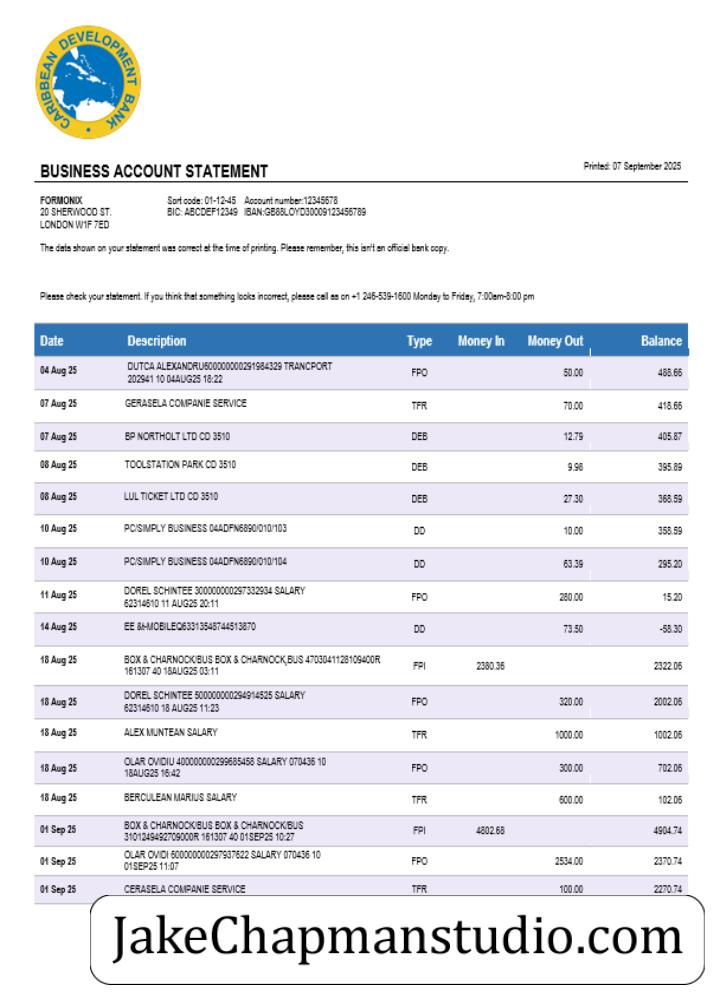 CARIBBEAN DEVELOPMENT BANK
BUSINESS ACCOUNT STATEMENT
Printed: 07 September 2025
FORMONIX Sort code: 01-12-45 Account number:12345678
20 SHERWOOD ST. BIC: ABCDEF12349 IBAN:GB88LOYD30009123456789
LONDON W1F 7ED
The data shown on your statement was correct at the time of printing. Please remember, this isn't an official bank copy.
Please check your statement. If you think that something looks incorrect, please call as on +1 246-539-1600 Monday to Friday, 7:00am-8:00 pm
Date Description Type Money In Money Out Balance
04 Aug 25 DUTCA ALEXANDRU600000000291984329 TRANCPORT FPO 50.00 488.66
202941 10 04AUG25 18:22
07 Aug 25 GERASELA COMPANIE SERVICE TFR 70.00 418.66
07 Aug 25 BP NORTHOLT LTD CD 3510 DEB 12.79 405.87
08 Aug 25 TOOLSTATION PARK CD 3510 DEB 9.98 395.89
08 Aug 25 LUL TICKET LTD CD 3510 DEB 27.30 368.59
10 Aug 25 PC/SIMPLY BUSINESS 04ADFN6890/010/103 DD 10.00 358.59
10 Aug 25 PC/SIMPLY BUSINESS 04ADFN6890/010/104 DD 63.39 295.20
11 Aug 25 DOREL SCHINTEE 300000000297332934 SALARY FPO 280.00 15.20
62314610 11 AUG25 20:11
14 Aug 25 EE &t-MOBILEQ63313548744513870 DD 73.50 -58.30
18 Aug 25 BOX & CHARNOCK/BUS BOX & CHARNOCK,BUS 4703041128109400R FPI 2380.36 2322.06
161307 40 18AUG25 03:11
18 Aug 25 DOREL SCHINTEE 500000000294914525 SALARY FPO 320.00 2002.06
62314610 18 AUG25 11:23
18 Aug 25 ALEX MUNTEAN SALARY TFR 1000.00 1002.06
18 Aug 25 OLAR OVIDIU 400000000299685458 SALARY 070436 10 FPO 300.00 702.06
18AUG25 16:42
18 Aug 25 BERCULEAN MARIUS SALARY TFR 600.00 102.06
01 Sep 25 BOX & CHARNOCK/BUS BOX & CHARNOCK/BUS FPI 4802.68 4904.74
3101249492709000R 161307 40 01SEP25 10:27
01 Sep 25 OLAR OVIDI 600000000297937622 SALARY 070436 10 FPO 2534.00 2370.74
01SEP25 11:07
01 Sep 25 CERASELA COMPANIE SERVICE TFR 100.00 2270.74
JakeChapmanstudio.com